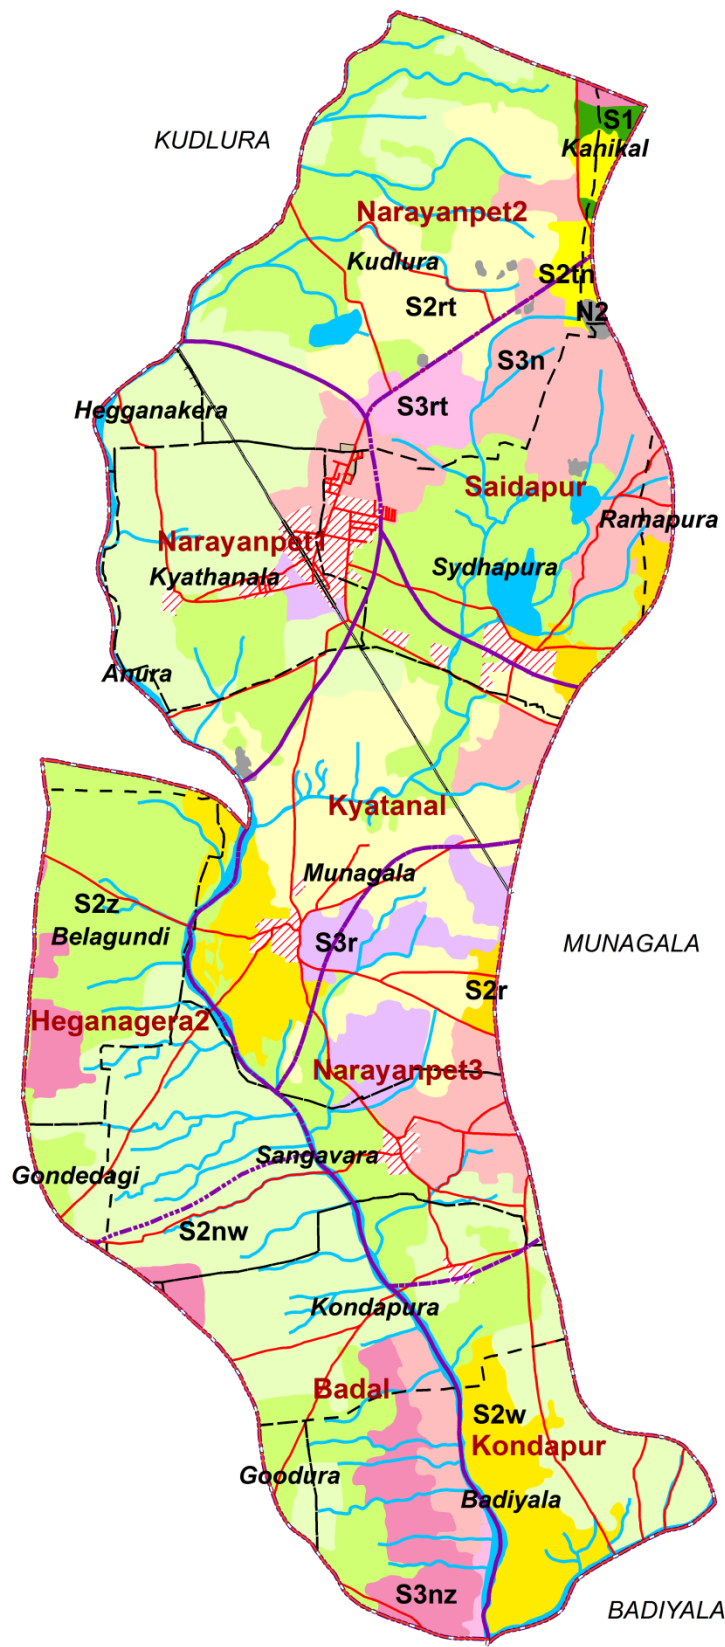 S1
KUDLURA
Kanikal
Narayanpet2
Kudlura
S2tn
S2rt
N2
S3n
S3rt
Hegganakera
Saidapur
Ramapura
Narayanpet1
Sydhapura
Kyathanala
Anura
Kyatanal
Munagala
S2z
Belagundi
S3r
MUNAGALA
S2r
Heganagera2
Narayanpet3
Sangavara
Gondedagi
S2nw
Kondapura
Badal
S2w
Kondapur
Goodura
Badiyala
S3nz
BADIYALA